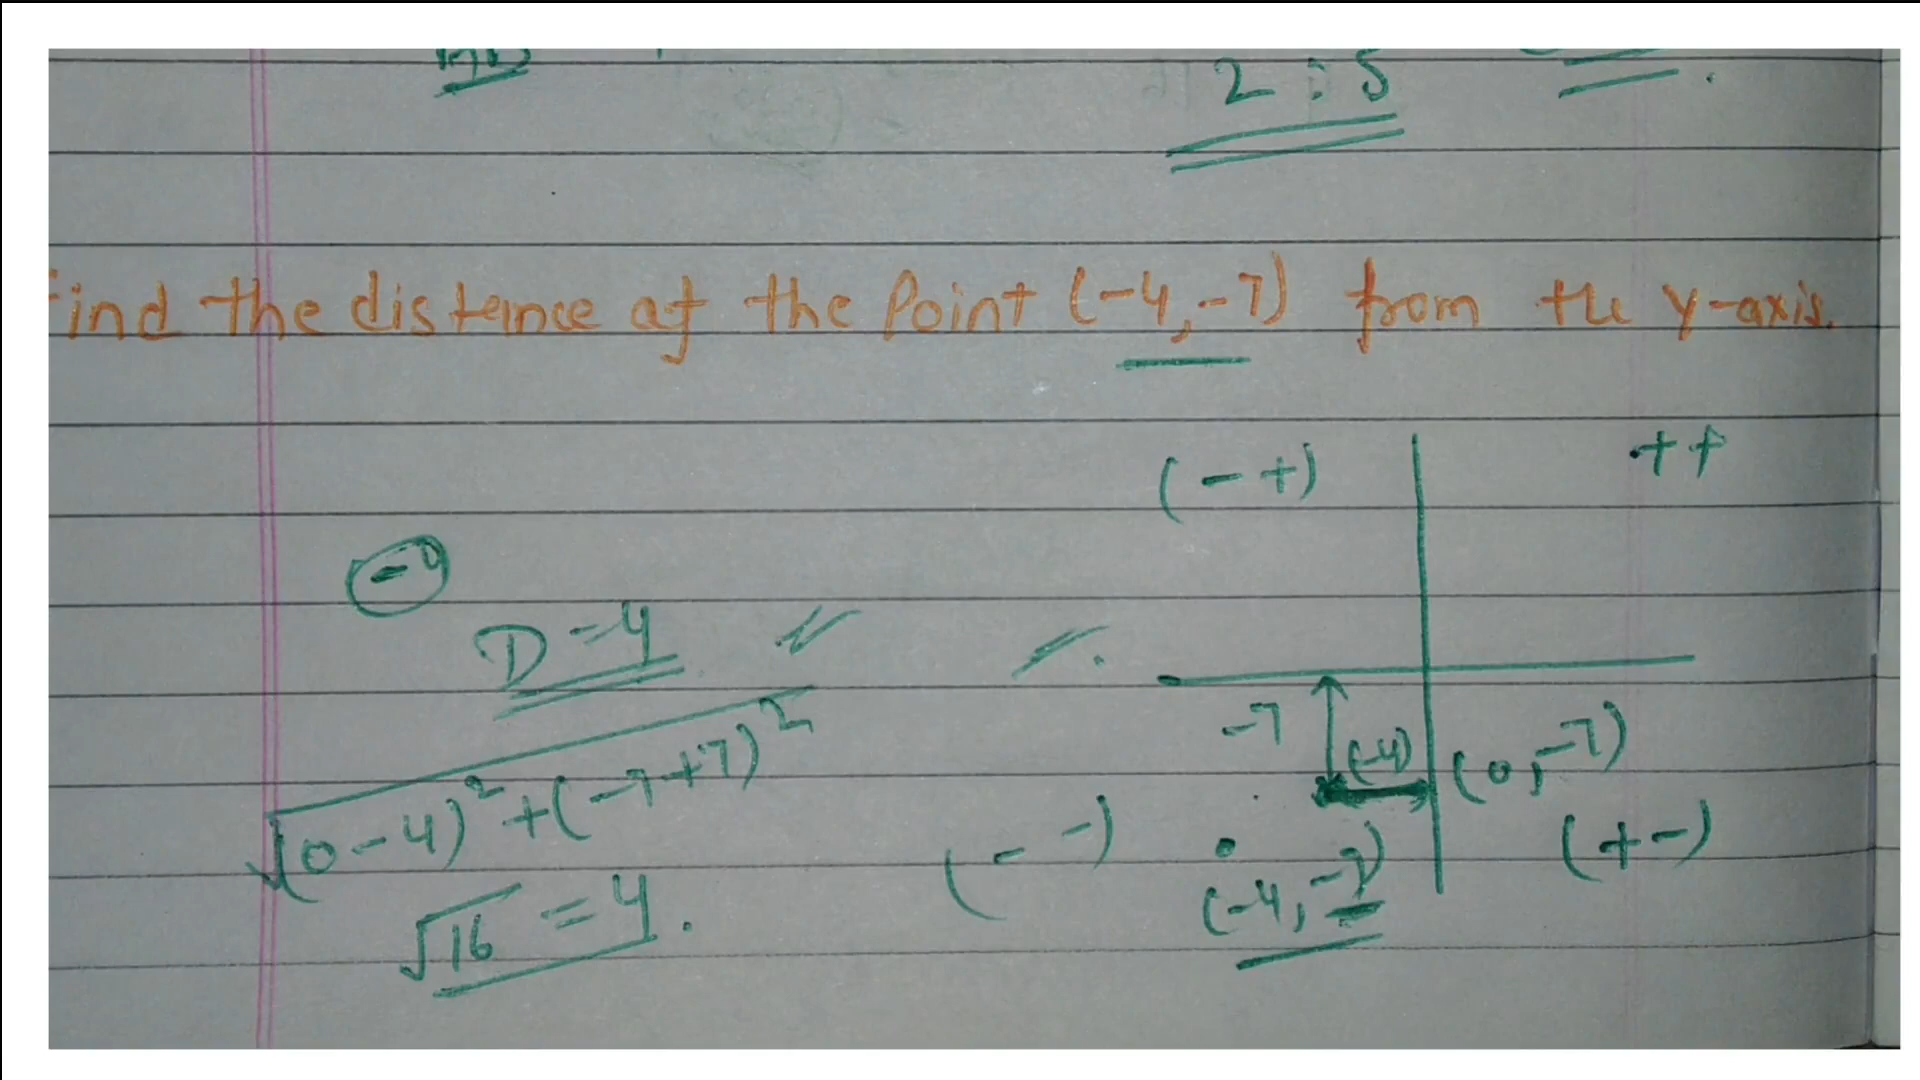 2 : 5
ind the distance of the Point (-4,-7) from the y-axis.
(- +)
++
-4
D=4
-7
(-4)
(0,-7)
√(0-4)²+(-7+7)²
(- -)
(+-)
(-4,-7)
√16 = 4.